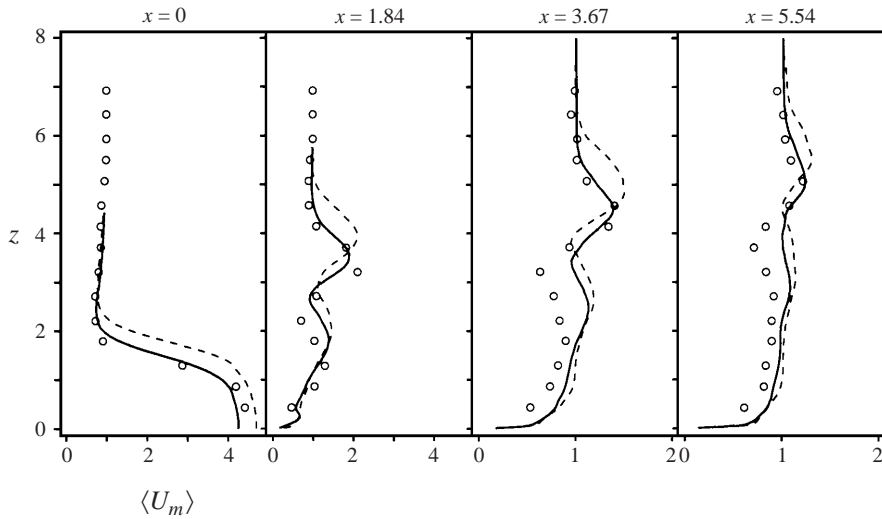 x = 0 x = 1.84 x = 3.67 x = 5.54
8
6
z 4
2
0
0 2 4 0 2 4 0 1 2 0 1 2
⟨U_m⟩